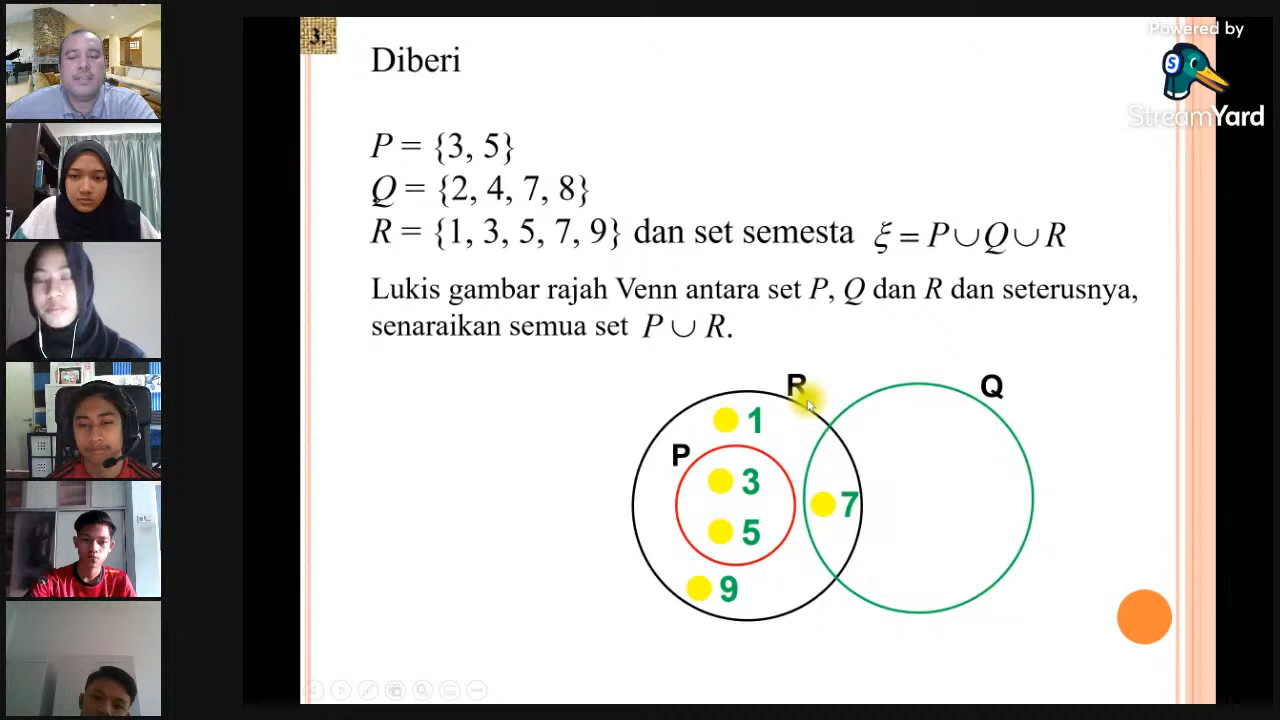 3.
Diberi
P = {3, 5}
Q = {2, 4, 7, 8}
R = {1, 3, 5, 7, 9} dan set semesta ξ = P ∪ Q ∪ R
Lukis gambar rajah Venn antara set P, Q dan R dan seterusnya,
senaraikan semua set P ∪ R.
R
Q
1
P
3
5
7
9
Powered by
S
StreamYard